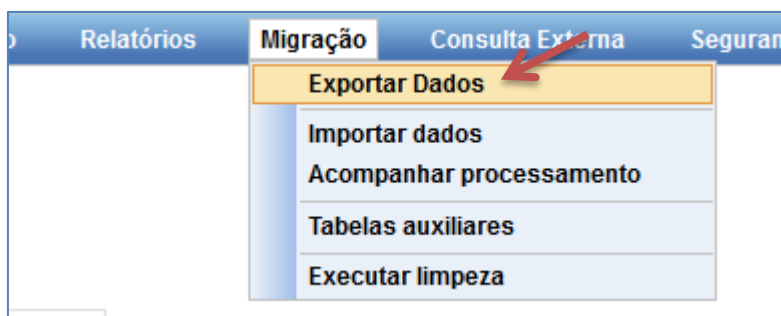 Relatórios Migração Consulta Externa
Exportar Dados
Importar dados
Acompanhar processamento
Tabelas auxiliares
Executar limpeza